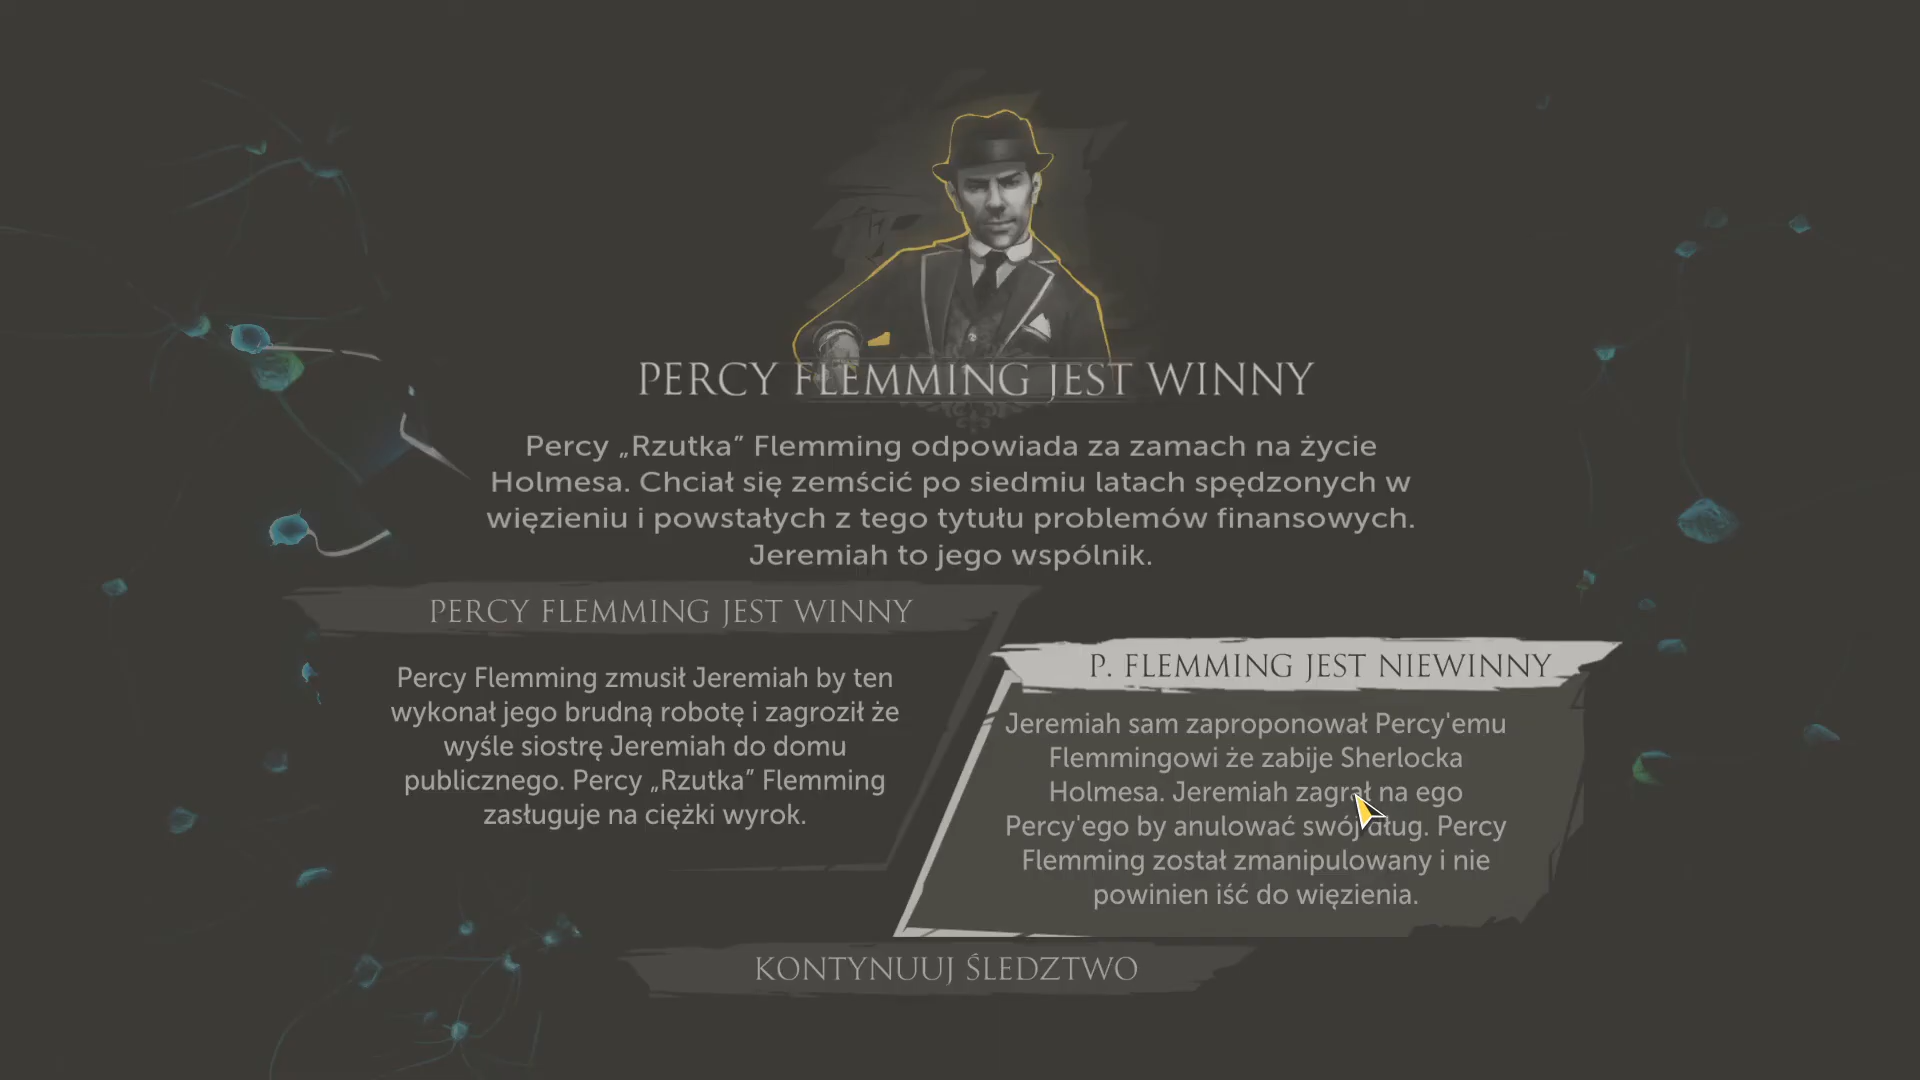 PERCY FLEMMING JEST WINNY
Percy „Rzutka” Flemming odpowiada za zamach na życie
Holmesa. Chciał się zemścić po siedmiu latach spędzonych w
więzieniu i powstałych z tego tytułu problemów finansowych.
Jeremiah to jego wspólnik.
PERCY FLEMMING JEST WINNY
Percy Flemming zmusił Jeremiah by ten
wykonał jego brudną robotę i zagroził że
wyśle siostrę Jeremiah do domu
publicznego. Percy „Rzutka” Flemming
zasługuje na ciężki wyrok.
P. FLEMMING JEST NIEWINNY
Jeremiah sam zaproponował Percy'emu
Flemmingowi że zabije Sherlocka
Holmesa. Jeremiah zagrał na ego
Percy'ego by anulować swój dług. Percy
Flemming został zmanipulowany i nie
powinien iść do więzienia.
KONTYNUUJ ŚLEDZTWO